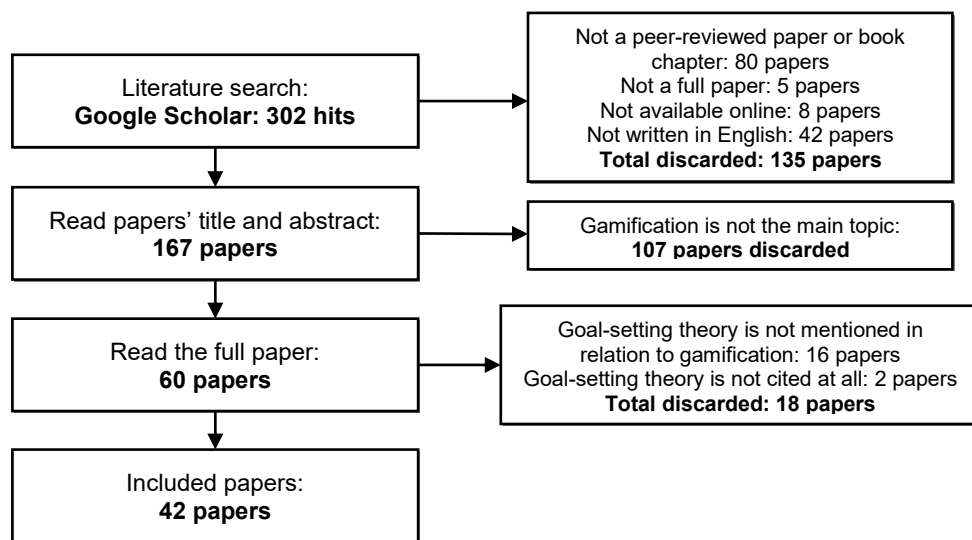 Literature search:
Google Scholar: 302 hits
Not a peer-reviewed paper or book
chapter: 80 papers
Not a full paper: 5 papers
Not available online: 8 papers
Not written in English: 42 papers
Total discarded: 135 papers
Read papers’ title and abstract:
167 papers
Gamification is not the main topic:
107 papers discarded
Read the full paper:
60 papers
Goal-setting theory is not mentioned in
relation to gamification: 16 papers
Goal-setting theory is not cited at all: 2 papers
Total discarded: 18 papers
Included papers:
42 papers